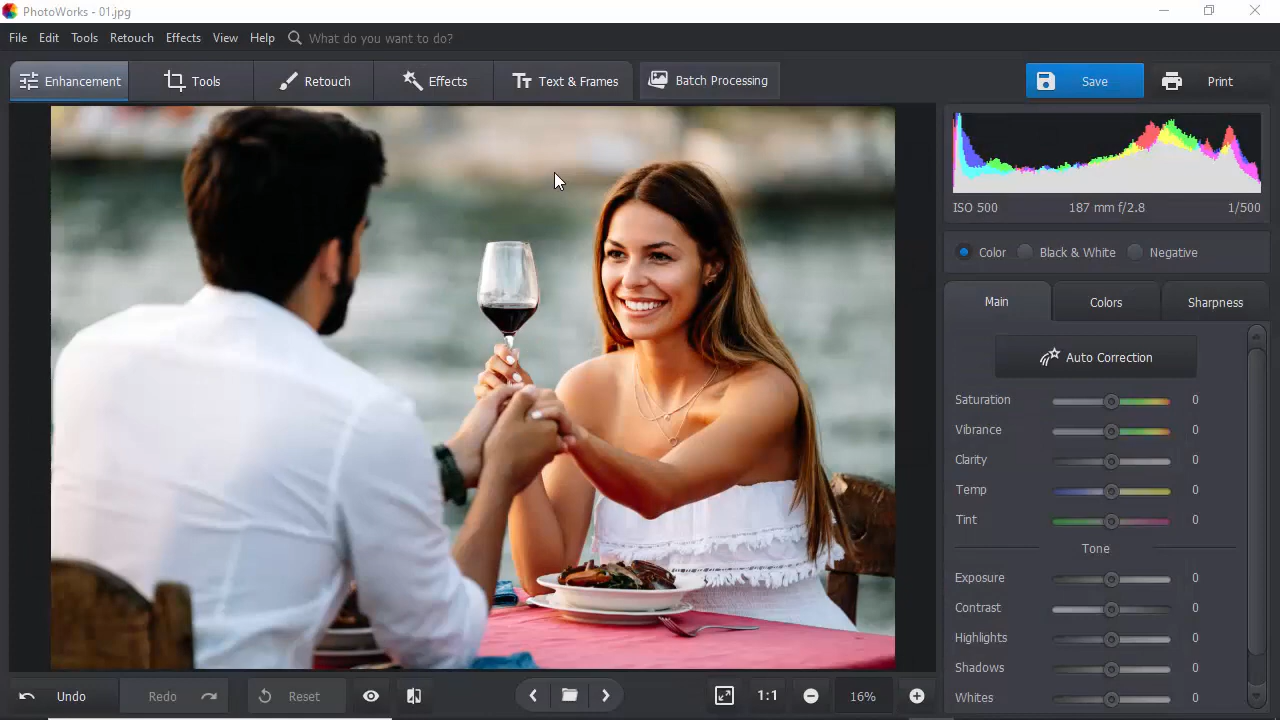 PhotoWorks - 01.jpg
File Edit Tools Retouch Effects View Help What do you want to do?
Enhancement Tools Retouch Effects Text & Frames Batch Processing Save Print
ISO 500 187 mm f/2.8 1/500
Color Black & White Negative
Main Colors Sharpness
Auto Correction
Saturation 0
Vibrance 0
Clarity 0
Temp 0
Tint 0
Tone
Exposure 0
Contrast 0
Highlights 0
Shadows 0
Whites 0
Undo Redo Reset 1:1 16%